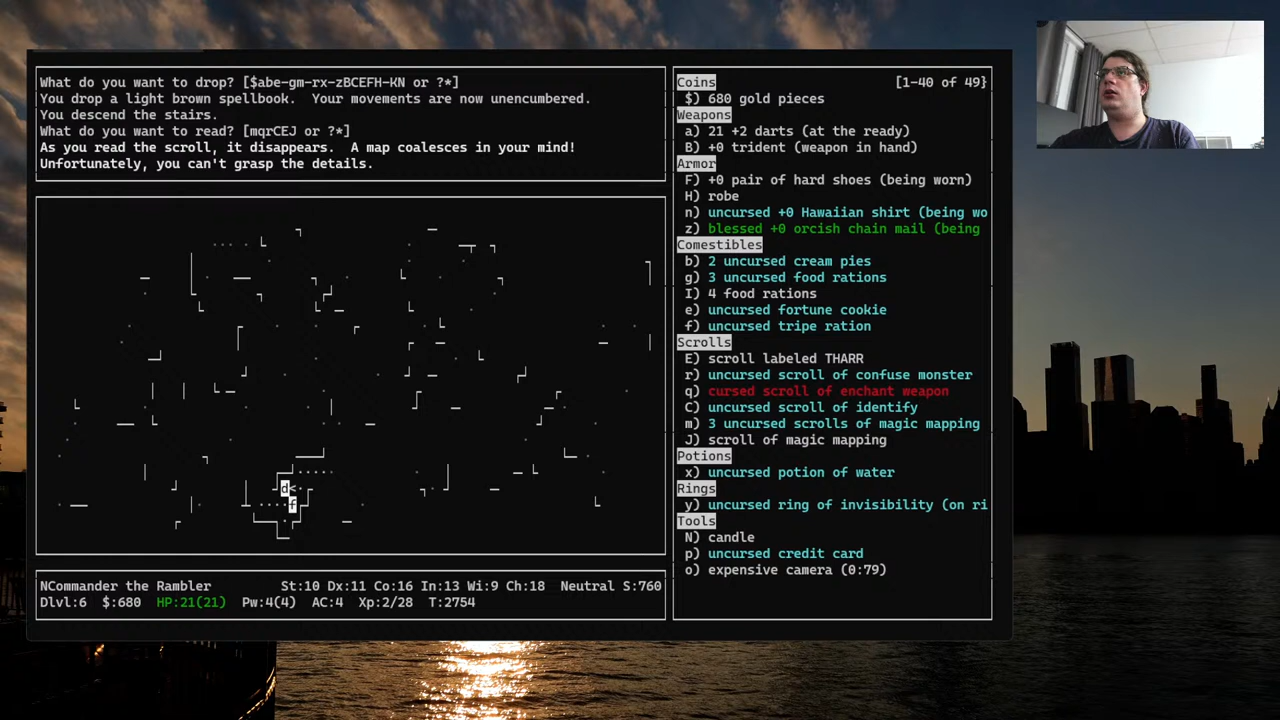 What do you want to drop? [$abe-gm-rx-zBCEFH-KN or ?*]
You drop a light brown spellbook.  Your movements are now unencumbered.
You descend the stairs.
What do you want to read? [mqrCEJ or ?*]
As you read the scroll, it disappears.  A map coalesces in your mind!
Unfortunately, you can't grasp the details.
d<
f
NCommander the Rambler St:10 Dx:11 Co:16 In:13 Wi:9 Ch:18 Neutral S:760
Dlvl:6 $:680 HP:21(21) Pw:4(4) AC:4 Xp:2/28 T:2754
Coins [1-40 of 49}
$) 680 gold pieces
Weapons
a) 21 +2 darts (at the ready)
B) +0 trident (weapon in hand)
Armor
F) +0 pair of hard shoes (being worn)
H) robe
n) uncursed +0 Hawaiian shirt (being wo
z) blessed +0 orcish chain mail (being
Comestibles
b) 2 uncursed cream pies
g) 3 uncursed food rations
I) 4 food rations
e) uncursed fortune cookie
f) uncursed tripe ration
Scrolls
E) scroll labeled THARR
r) uncursed scroll of confuse monster
q) cursed scroll of enchant weapon
C) uncursed scroll of identify
m) 3 uncursed scrolls of magic mapping
J) scroll of magic mapping
Potions
x) uncursed potion of water
Rings
y) uncursed ring of invisibility (on ri
Tools
N) candle
p) uncursed credit card
o) expensive camera (0:79)